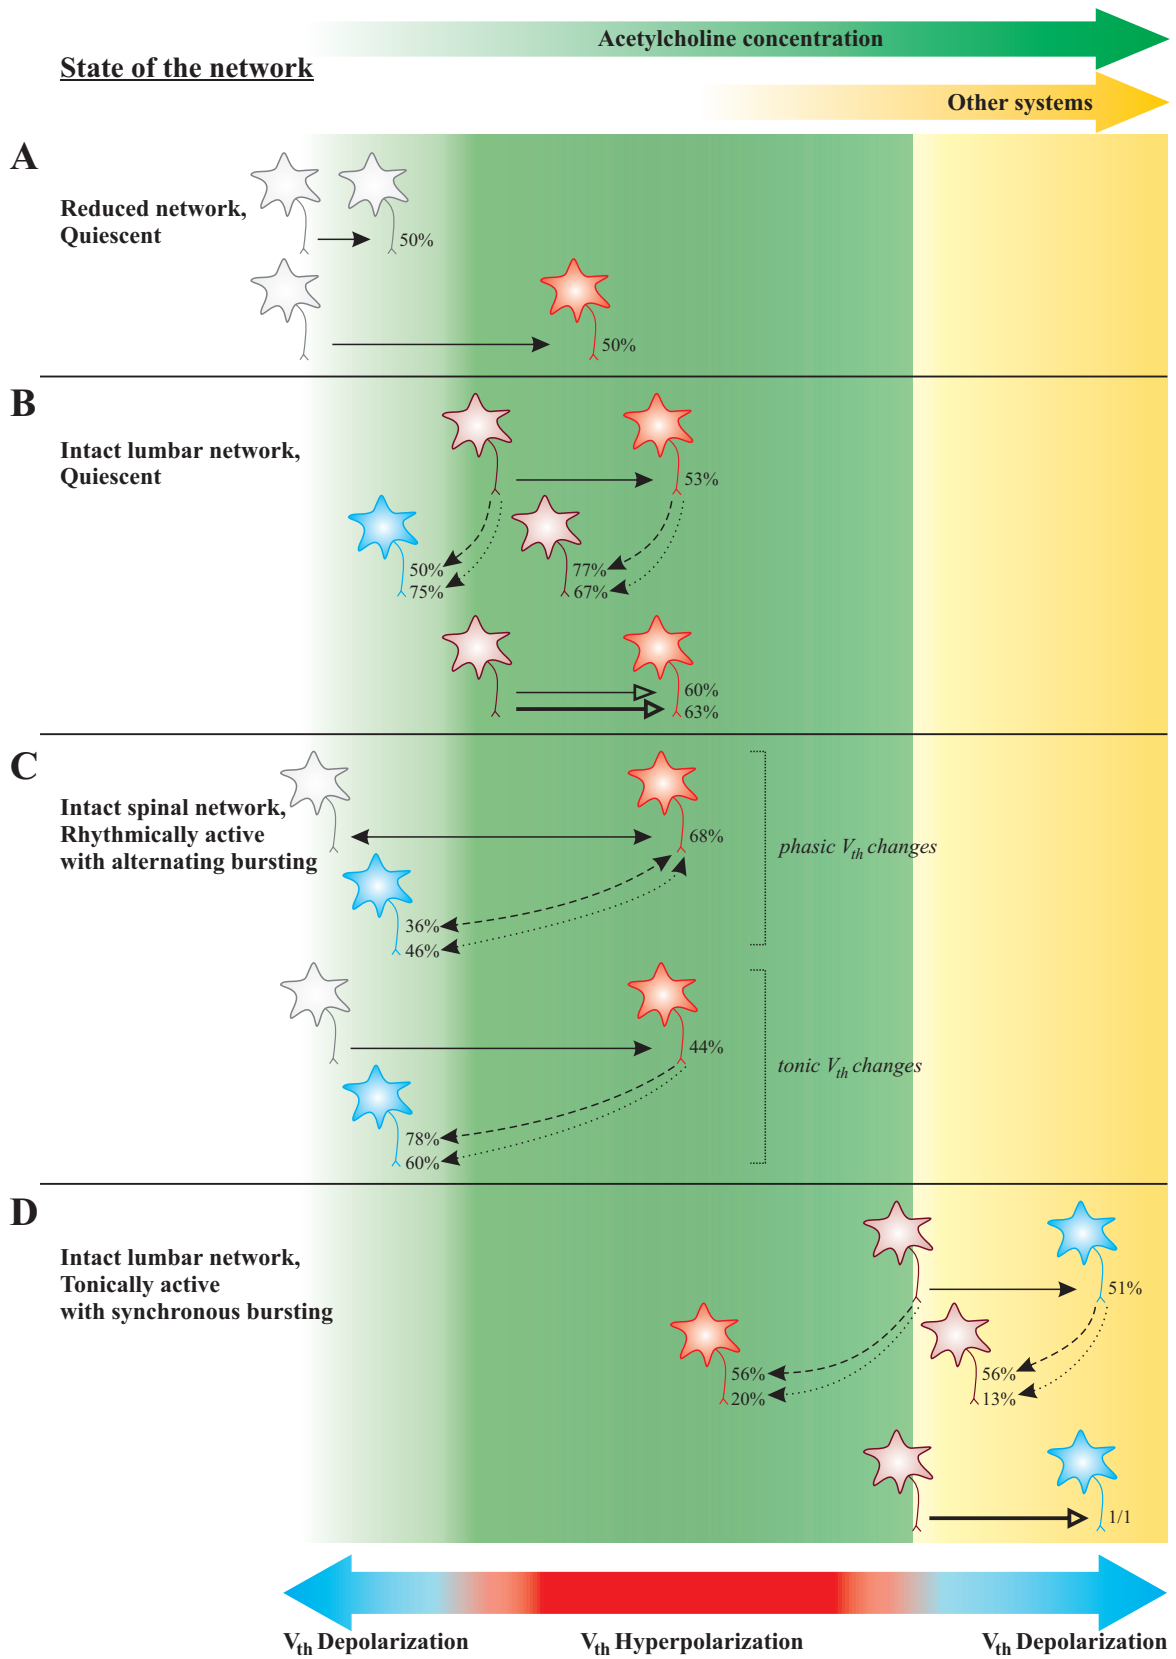 Acetylcholine concentration
State of the network
Other systems
A
Reduced network,
Quiescent
50%
50%
B
Intact lumbar network,
Quiescent
53%
50%
75%
77%
67%
60%
63%
C
Intact spinal network,
Rhythmically active
with alternating bursting
68%
phasic Vth changes
36%
46%
44%
tonic Vth changes
78%
60%
D
Intact lumbar network,
Tonically active
with synchronous bursting
51%
56%
20%
56%
13%
1/1
Vth Depolarization
Vth Hyperpolarization
Vth Depolarization